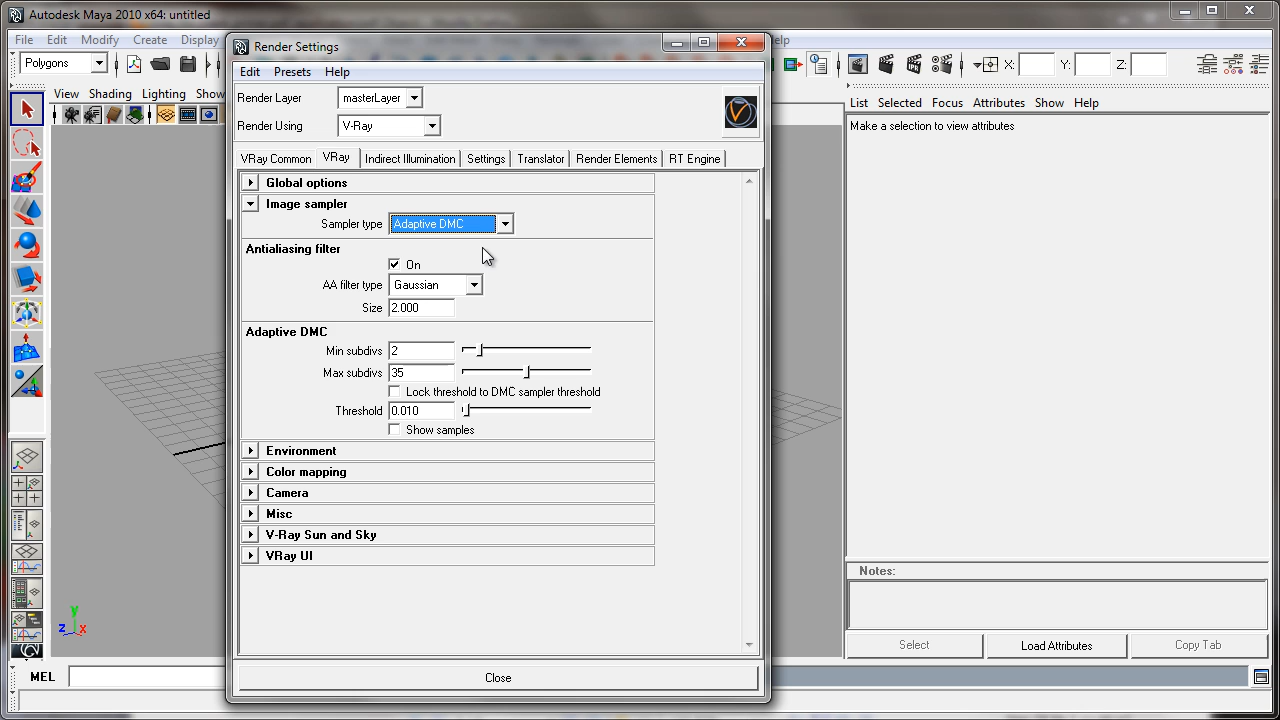 Autodesk Maya 2010 x64: untitled
File Edit Modify Create Display
Help
Render Settings
Polygons
X: Y: Z:
Edit Presets Help
View Shading Lighting Show
Render Layer masterLayer
Render Using V-Ray
List Selected Focus Attributes Show Help
Make a selection to view attributes
VRay Common VRay Indirect Illumination Settings Translator Render Elements RT Engine
Global options
Image sampler
Sampler type Adaptive DMC
Antialiasing filter
On
AA filter type Gaussian
Size 2.000
Adaptive DMC
Min subdivs 2
Max subdivs 35
Lock threshold to DMC sampler threshold
Threshold 0.010
Show samples
Environment
Color mapping
Camera
Misc
V-Ray Sun and Sky
VRay UI
Notes:
y
z x
Select Load Attributes Copy Tab
MEL
Close